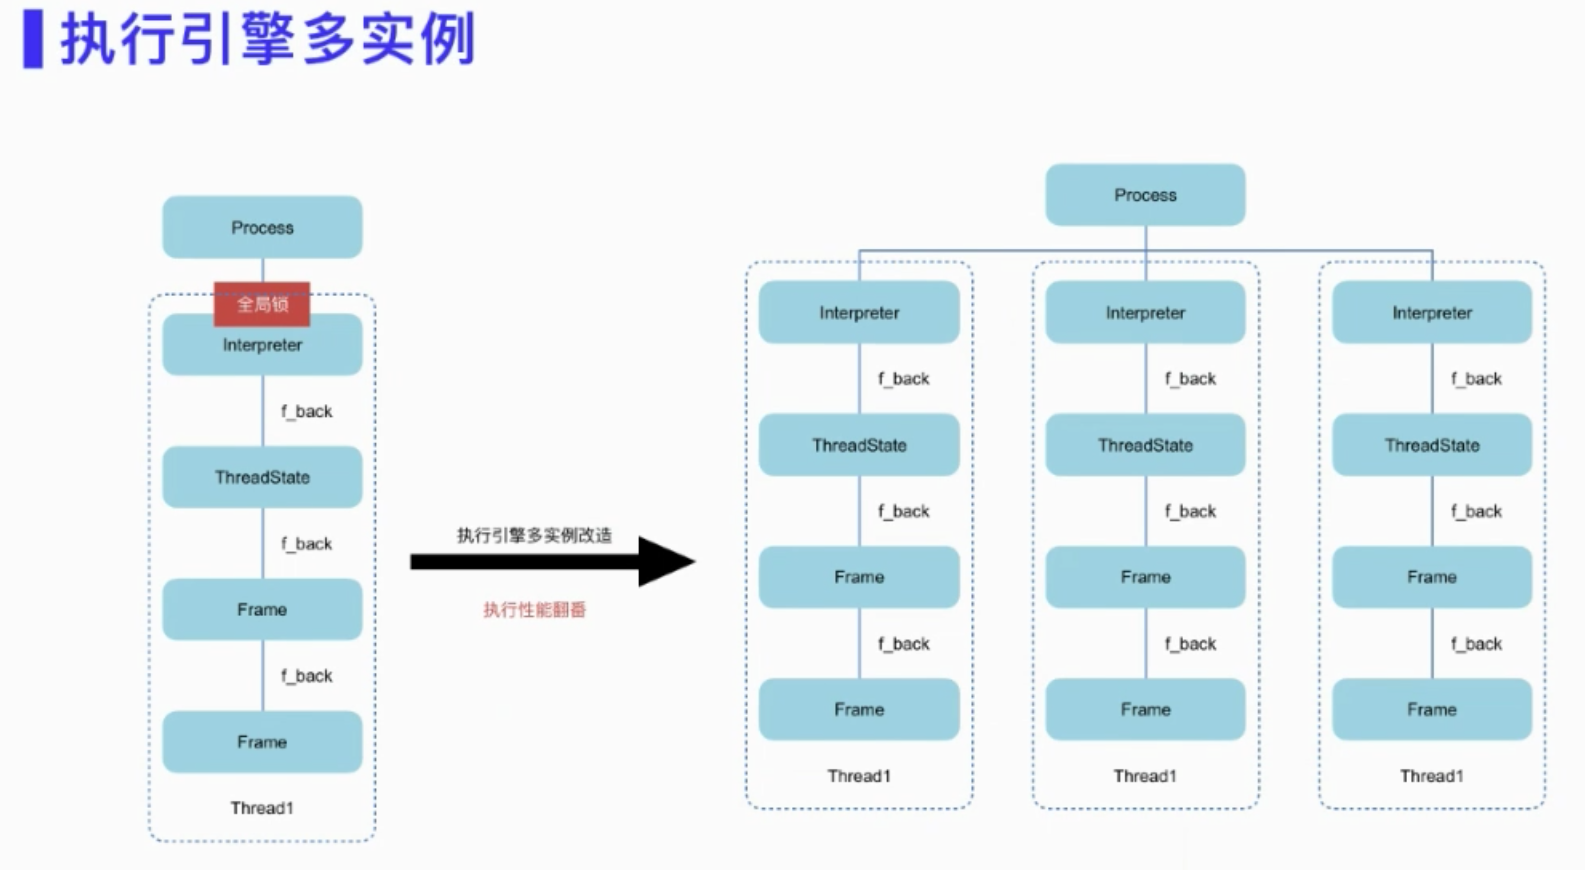 执行引擎多实例
Process
全局锁
Interpreter
f_back
ThreadState
f_back
Frame
f_back
Frame
Thread1
执行引擎多实例改造
执行性能翻番
Process
Interpreter
f_back
ThreadState
f_back
Frame
f_back
Frame
Thread1
Interpreter
f_back
ThreadState
f_back
Frame
f_back
Frame
Thread1
Interpreter
f_back
ThreadState
f_back
Frame
f_back
Frame
Thread1